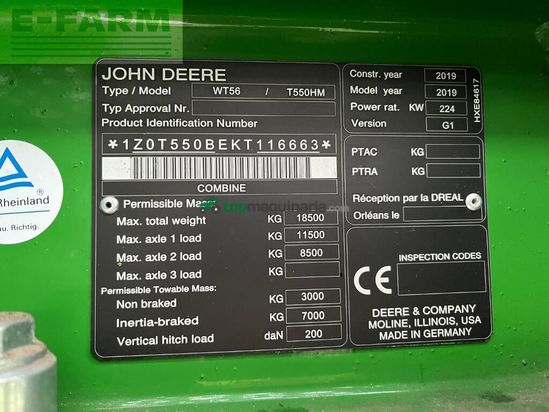 E-FARM
JOHN DEERE
Type / Model WT56 / T550HM
Typ Approval Nr.
Product Identification Number
*1Z0T550BEKT116663*
COMBINE
Permissible Mass:
Max. total weight KG 18500
Max. axle 1 load KG 11500
Max. axle 2 load KG 8500
Max. axle 3 load KG
Permissible Towable Mass:
Non braked KG 3000
Inertia-braked KG 7000
Vertical hitch load daN 200
Constr. year 2019
Model year 2019
Power rat. KW 224
Version G1
HXE84617
PTAC KG
PTRA KG
Réception par la DREAL
Orléans le
CE
INSPECTION CODES
DEERE & COMPANY
MOLINE, ILLINOIS, USA
MADE IN GERMANY
topmaquinaria.com
Rheinland
Richtig.